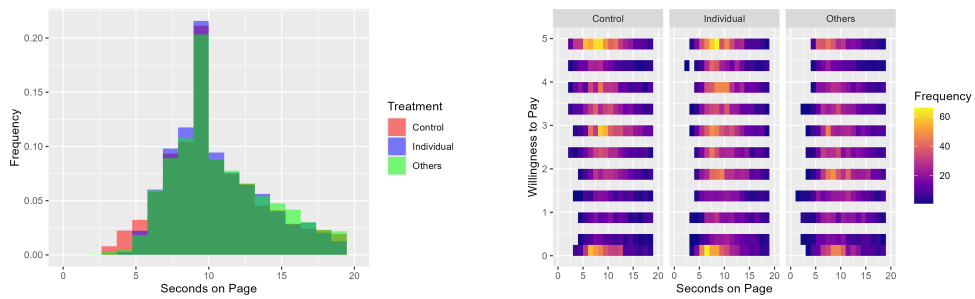 Frequency
0.20
0.15
0.10
0.05
0.00
0
5
10
15
20
Seconds on Page
Treatment
Control
Individual
Others
Control
Individual
Others
Willingness to Pay
5
4
3
2
1
0
0 5 10 15 20
0 5 10 15 20
0 5 10 15 20
Seconds on Page
Frequency
60
40
20